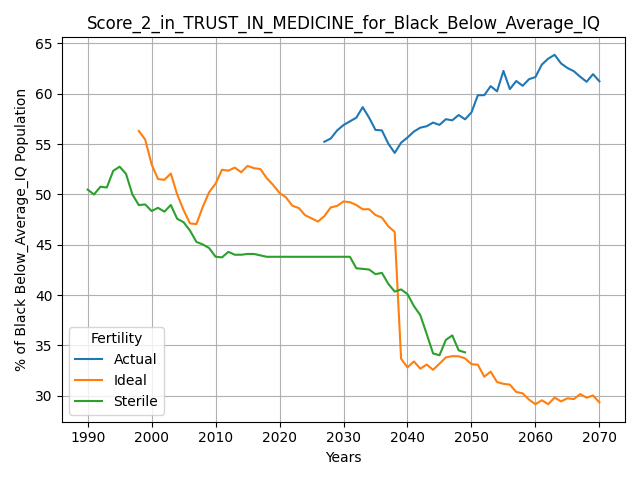 Score_2_in_TRUST_IN_MEDICINE_for_Black_Below_Average_IQ
% of Black Below_Average_IQ Population
65
60
55
50
45
40
35
30
Fertility
Actual
Ideal
Sterile
1990 2000 2010 2020 2030 2040 2050 2060 2070
Years